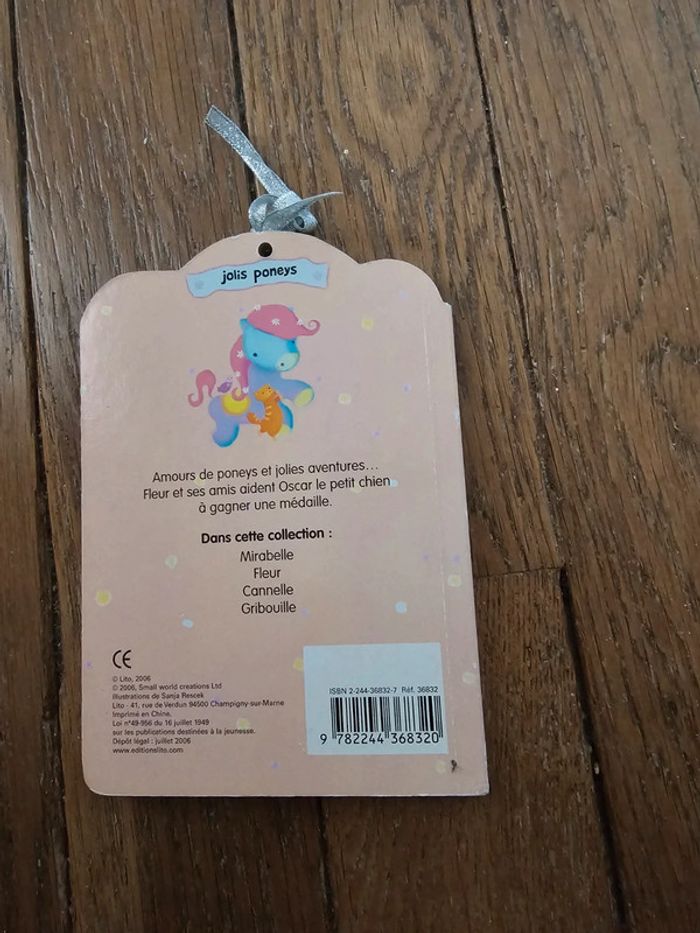 jolis poneys
Amours de poneys et jolies aventures...
Fleur et ses amis aident Oscar le petit chien
à gagner une médaille.
Dans cette collection :
Mirabelle
Fleur
Cannelle
Gribouille
CE
© Lito, 2006
© 2006, Small world creations Ltd
Illustrations de Sanja Rescek
Lito - 41, rue de Verdun 94500 Champigny-sur-Marne
Imprimé en Chine.
Loi n°49-956 du 16 juillet 1949
sur les publications destinées à la jeunesse.
Dépôt légal : juillet 2006
www.editionslito.com
ISBN 2-244-36832-7 Réf. 36832
9 782244 368320